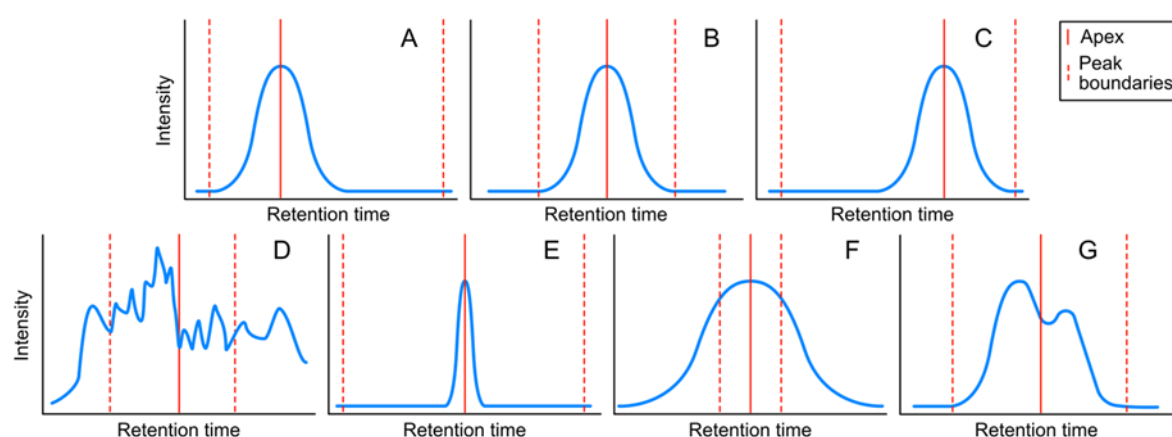 A
B
C
Apex
Peak
boundaries
Intensity
Retention time
Retention time
Retention time
D
E
F
G
Intensity
Retention time
Retention time
Retention time
Retention time